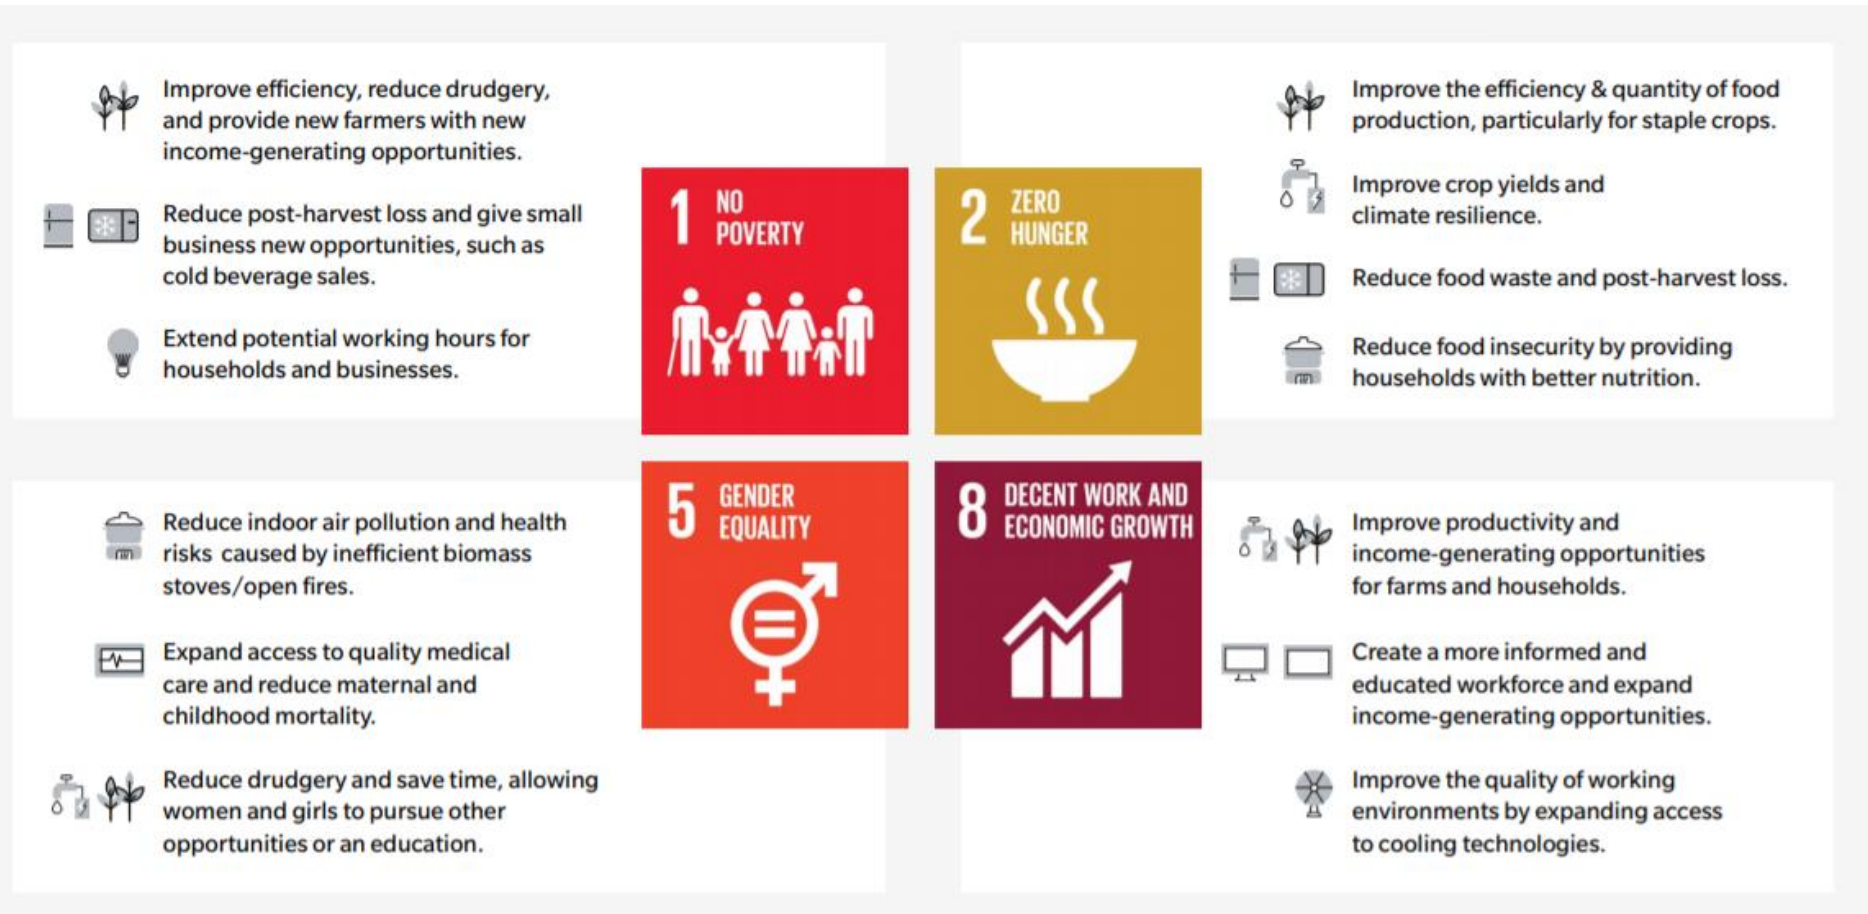 Improve efficiency, reduce drudgery,
and provide new farmers with new
income-generating opportunities.
Reduce post-harvest loss and give small
business new opportunities, such as
cold beverage sales.
Extend potential working hours for
households and businesses.
1 NO
POVERTY
2 ZERO
HUNGER
Improve the efficiency & quantity of food
production, particularly for staple crops.
Improve crop yields and
climate resilience.
Reduce food waste and post-harvest loss.
Reduce food insecurity by providing
households with better nutrition.
Reduce indoor air pollution and health
risks caused by inefficient biomass
stoves/open fires.
Expand access to quality medical
care and reduce maternal and
childhood mortality.
Reduce drudgery and save time, allowing
women and girls to pursue other
opportunities or an education.
5 GENDER
EQUALITY
8 DECENT WORK AND
ECONOMIC GROWTH
Improve productivity and
income-generating opportunities
for farms and households.
Create a more informed and
educated workforce and expand
income-generating opportunities.
Improve the quality of working
environments by expanding access
to cooling technologies.